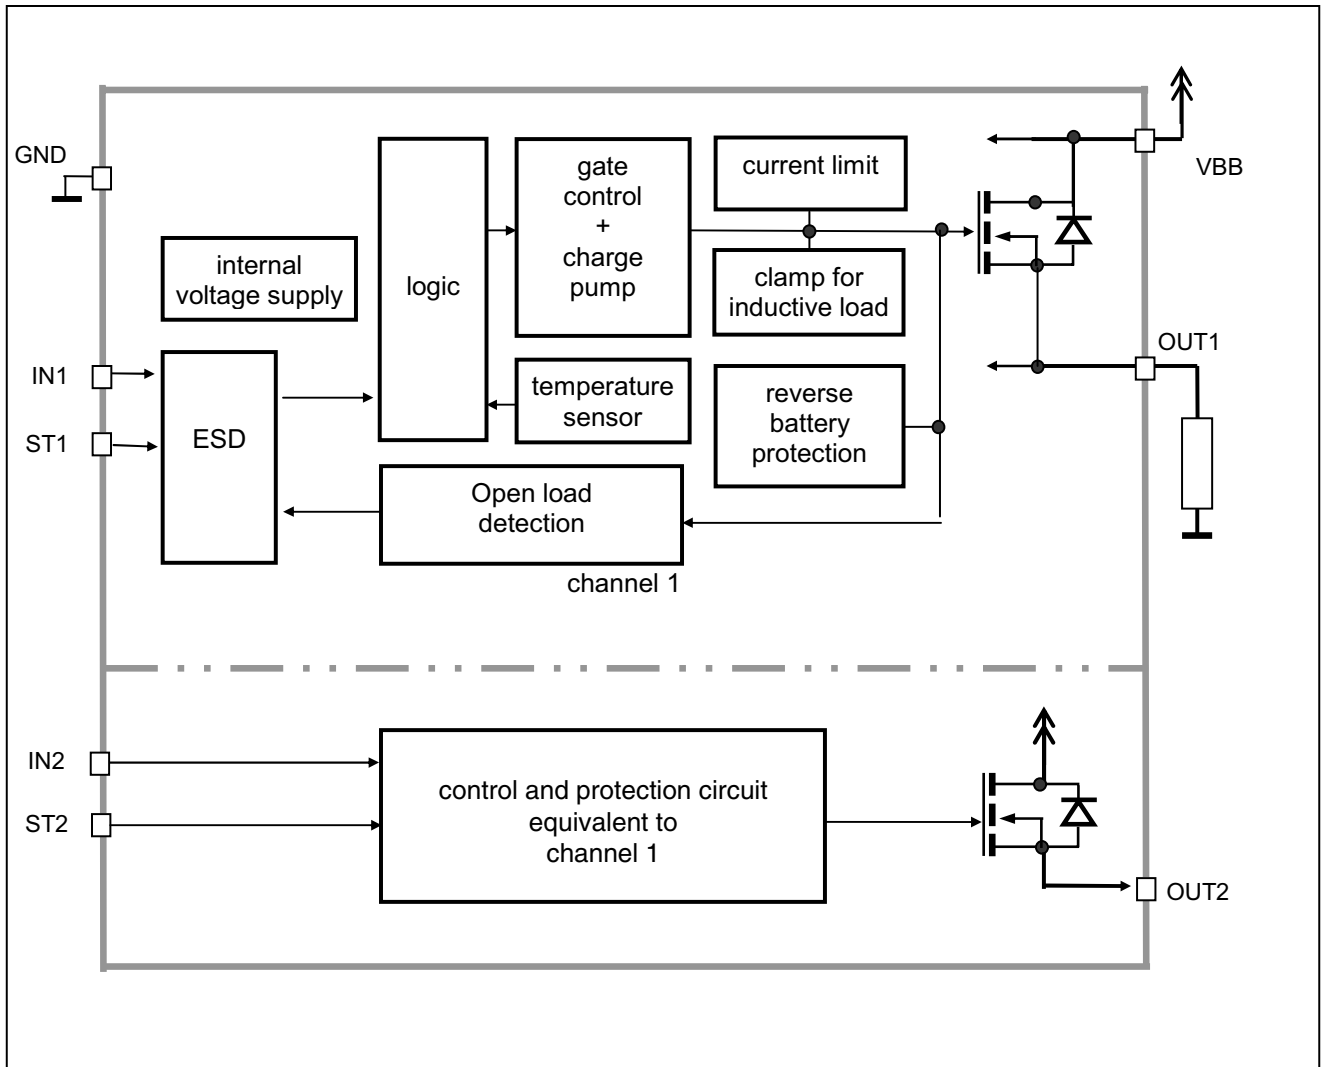 GND
VBB
current limit
gate
control
+
charge
pump
internal
voltage supply
logic
clamp for
inductive load
OUT1
IN1
ST1
ESD
temperature
sensor
reverse
battery
protection
Open load
detection
channel 1
IN2
ST2
control and protection circuit
equivalent to
channel 1
OUT2